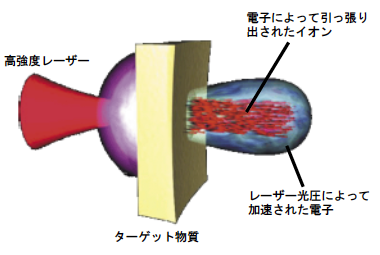 電子によって引っ張り
出されたイオン
高強度レーザー
レーザー光圧によって
加速された電子
ターゲット物質